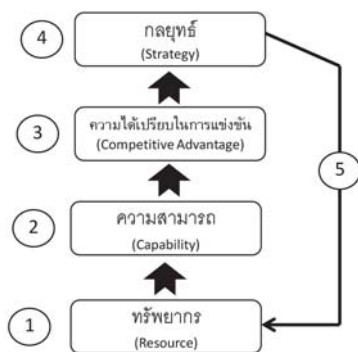 4
กลยุทธ์
(Strategy)
3
ความได้เปรียบในการแข่งขัน
(Competitive Advantage)
5
2
ความสามารถ
(Capability)
1
ทรัพยากร
(Resource)